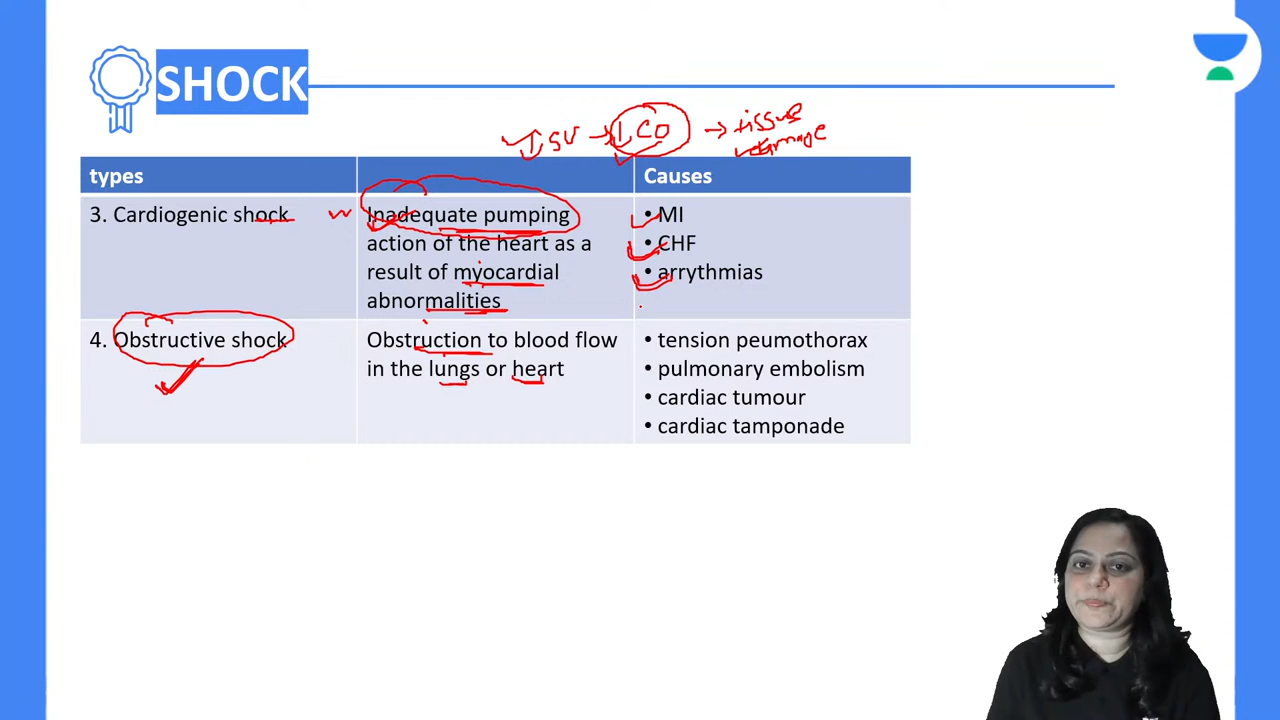 SHOCK
↓ SV → ↓ CO → tissue
damage
types
Causes
3. Cardiogenic shock
Inadequate pumping
action of the heart as a
result of myocardial
abnormalities
• MI
• CHF
• arrythmias
4. Obstructive shock
Obstruction to blood flow
in the lungs or heart
• tension peumothorax
• pulmonary embolism
• cardiac tumour
• cardiac tamponade